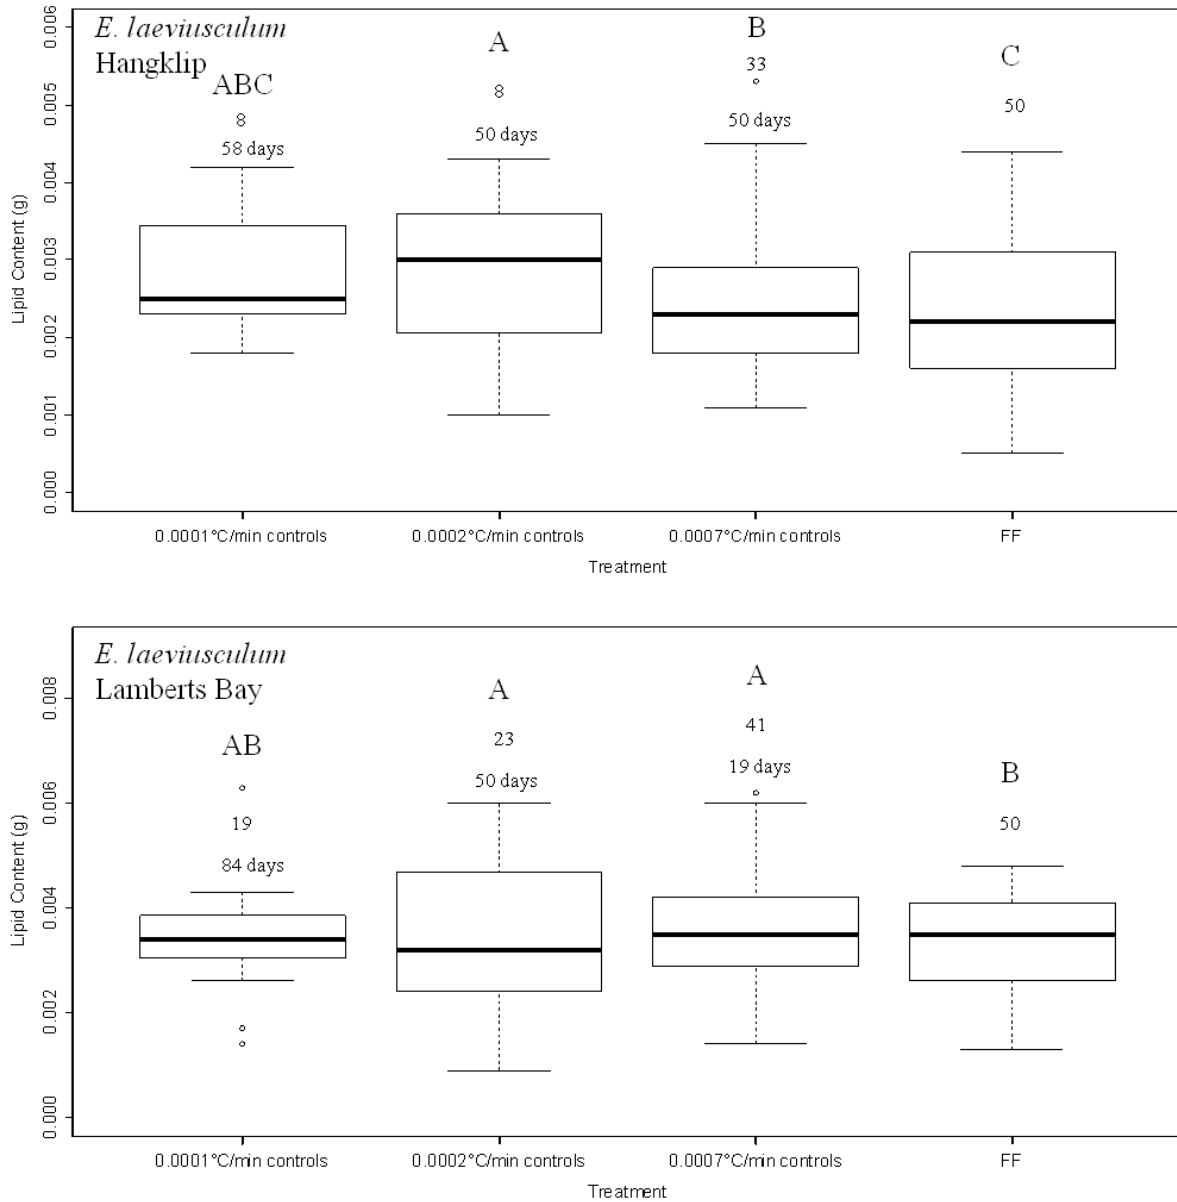 E. laeviusculum
Hangklip
ABC
8
58 days
A
8
50 days
B
33
50 days
C
50
Lipid Content (g)
0.006
0.005
0.004
0.003
0.002
0.001
0.000
0.0001°C/min controls
0.0002°C/min controls
0.0007°C/min controls
FF
Treatment
E. laeviusculum
Lamberts Bay
AB
19
84 days
A
23
50 days
A
41
19 days
B
50
Lipid Content (g)
0.008
0.006
0.004
0.002
0.000
0.0001°C/min controls
0.0002°C/min controls
0.0007°C/min controls
FF
Treatment